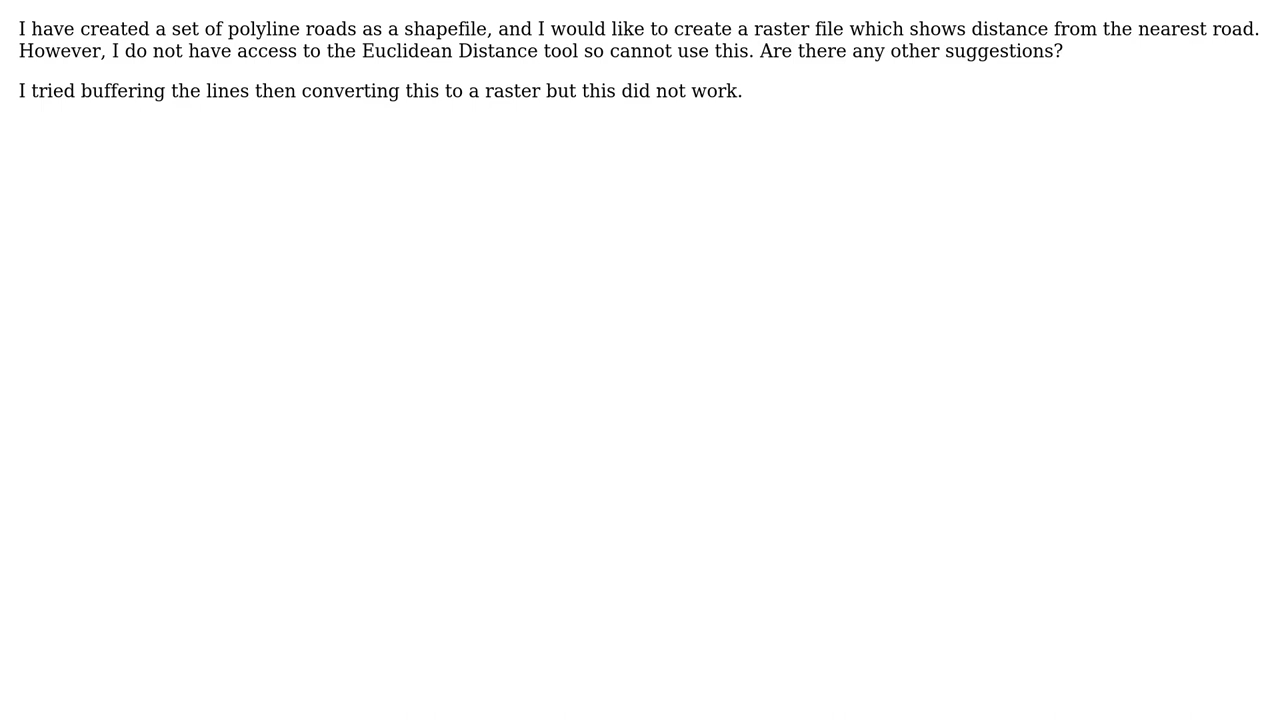 I have created a set of polyline roads as a shapefile, and I would like to create a raster file which shows distance from the nearest road.
However, I do not have access to the Euclidean Distance tool so cannot use this. Are there any other suggestions?
I tried buffering the lines then converting this to a raster but this did not work.